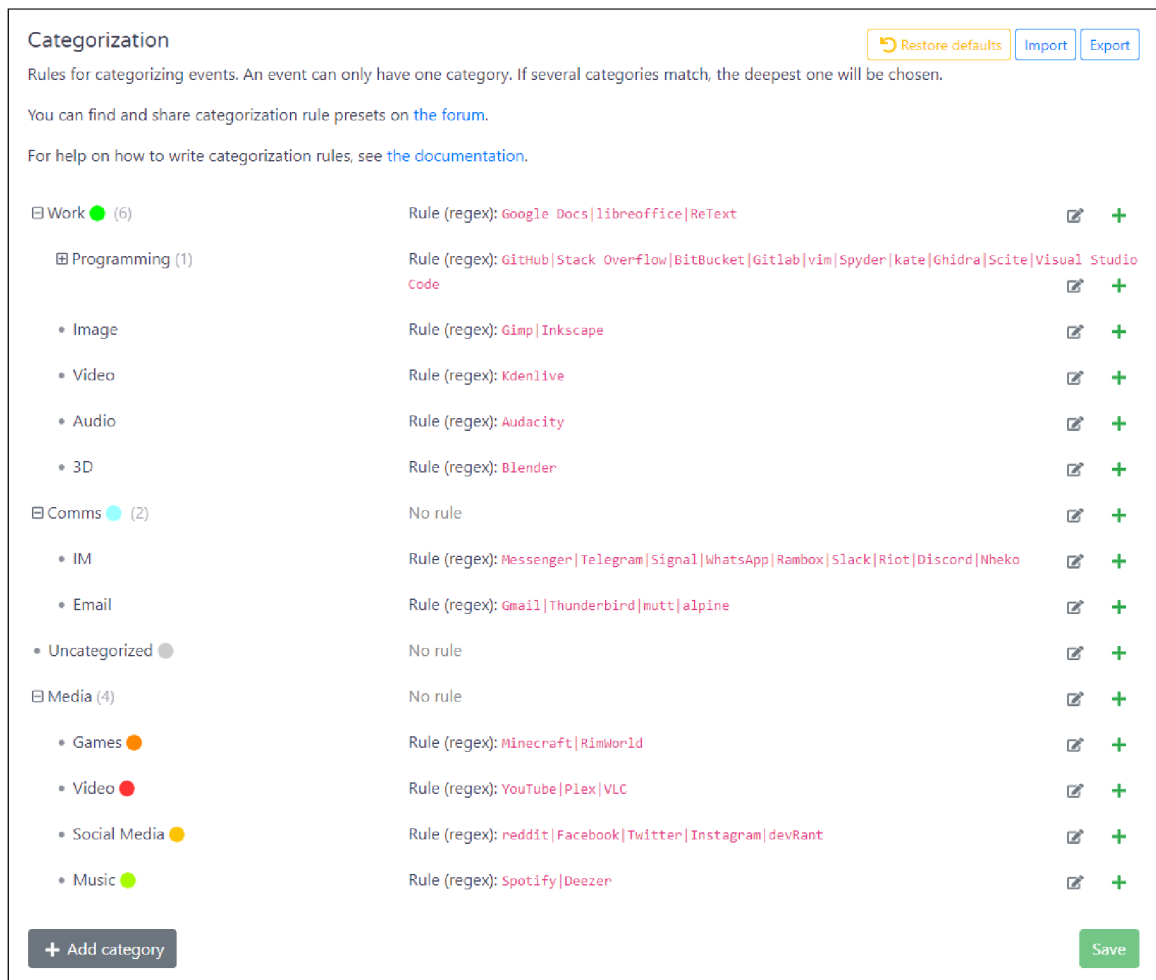 Categorization
Restore defaults
Import
Export
Rules for categorizing events. An event can only have one category. If several categories match, the deepest one will be chosen.
You can find and share categorization rule presets on the forum.
For help on how to write categorization rules, see the documentation.
Work (6) Rule (regex): Google Docs|libreoffice|ReText
Programming (1) Rule (regex): GitHub|Stack Overflow|BitBucket|Gitlab|vim|Spyder|kate|Ghidra|Scite|Visual Studio
Code
Image Rule (regex): Gimp|Inkscape
Video Rule (regex): Kdenlive
Audio Rule (regex): Audacity
3D Rule (regex): Blender
Comms (2) No rule
IM Rule (regex): Messenger|Telegram|Signal|WhatsApp|Rambox|Slack|Riot|Discord|Nheko
Email Rule (regex): Gmail|Thunderbird|mutt|alpine
Uncategorized No rule
Media (4) No rule
Games Rule (regex): Minecraft|RimWorld
Video Rule (regex): YouTube|Plex|VLC
Social Media Rule (regex): reddit|Facebook|Twitter|Instagram|devRant
Music Rule (regex): Spotify|Deezer
Add category
Save